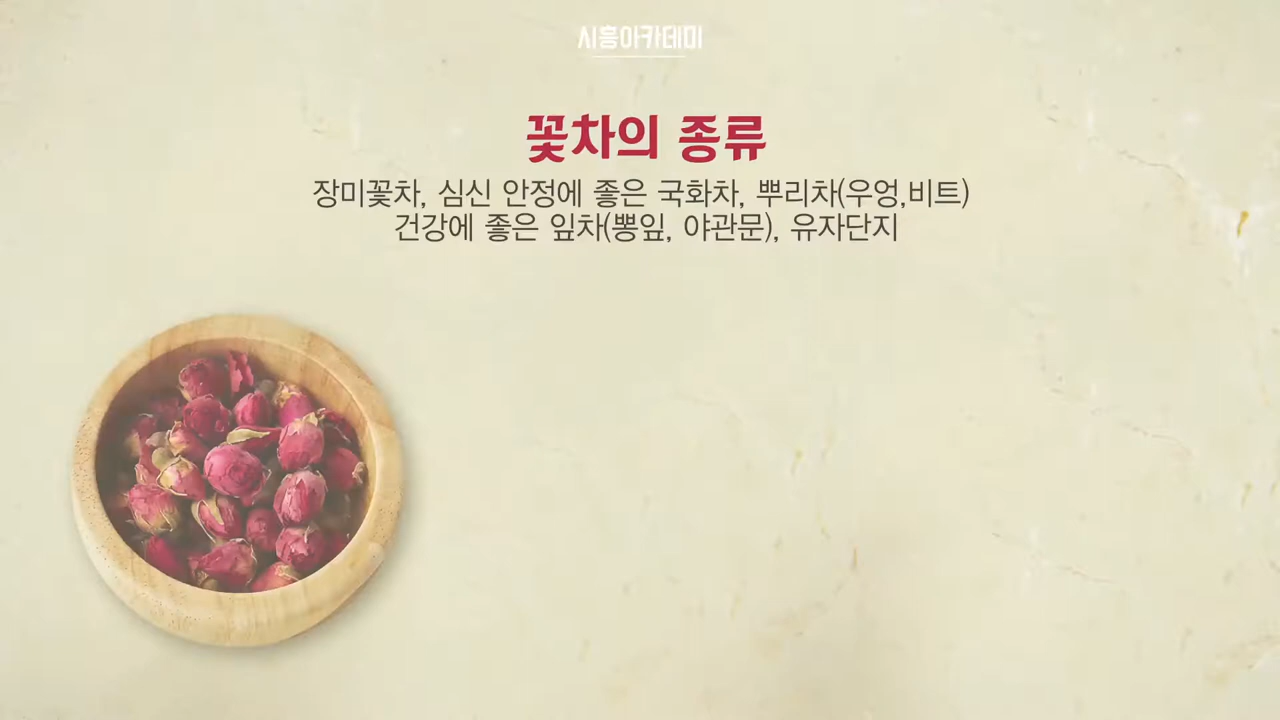 시흥아카데미
꽃차의 종류
장미꽃차, 심신 안정에 좋은 국화차, 뿌리차(우엉,비트)
건강에 좋은 잎차(뽕잎, 야관문), 유자단지